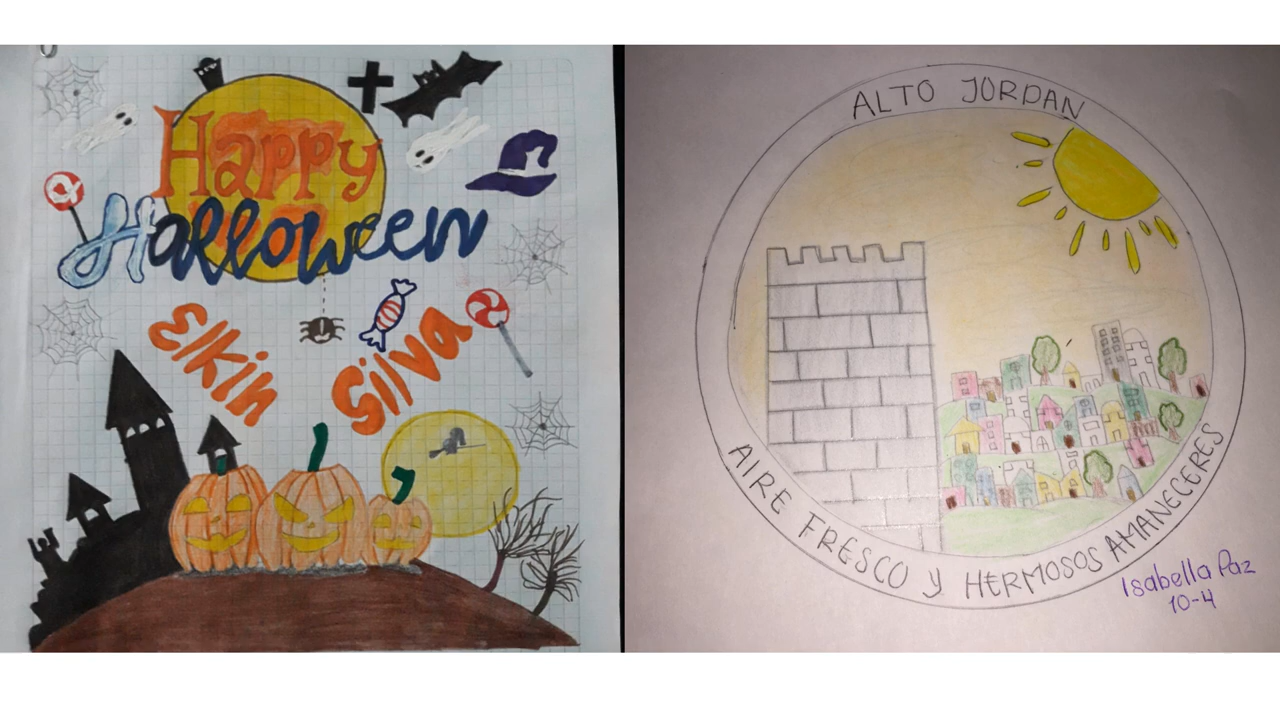 Happy
Halloween
Elkin
Silva
ALTO JORDAN
AIRE FRESCO Y HERMOSOS AMANECERES
Isabella Paz
10-4